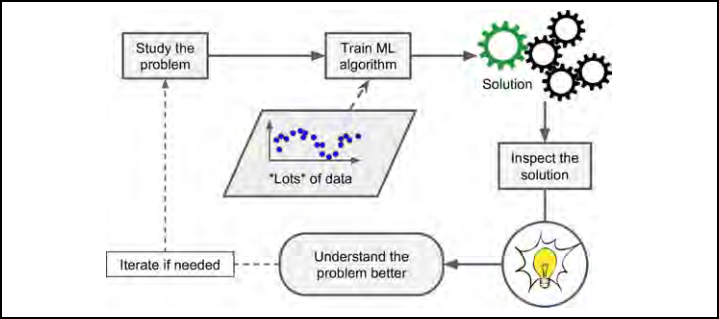 Study the
problem
Train ML
algorithm
Solution
*Lots* of data
Inspect the
solution
Understand the
problem better
Iterate if needed